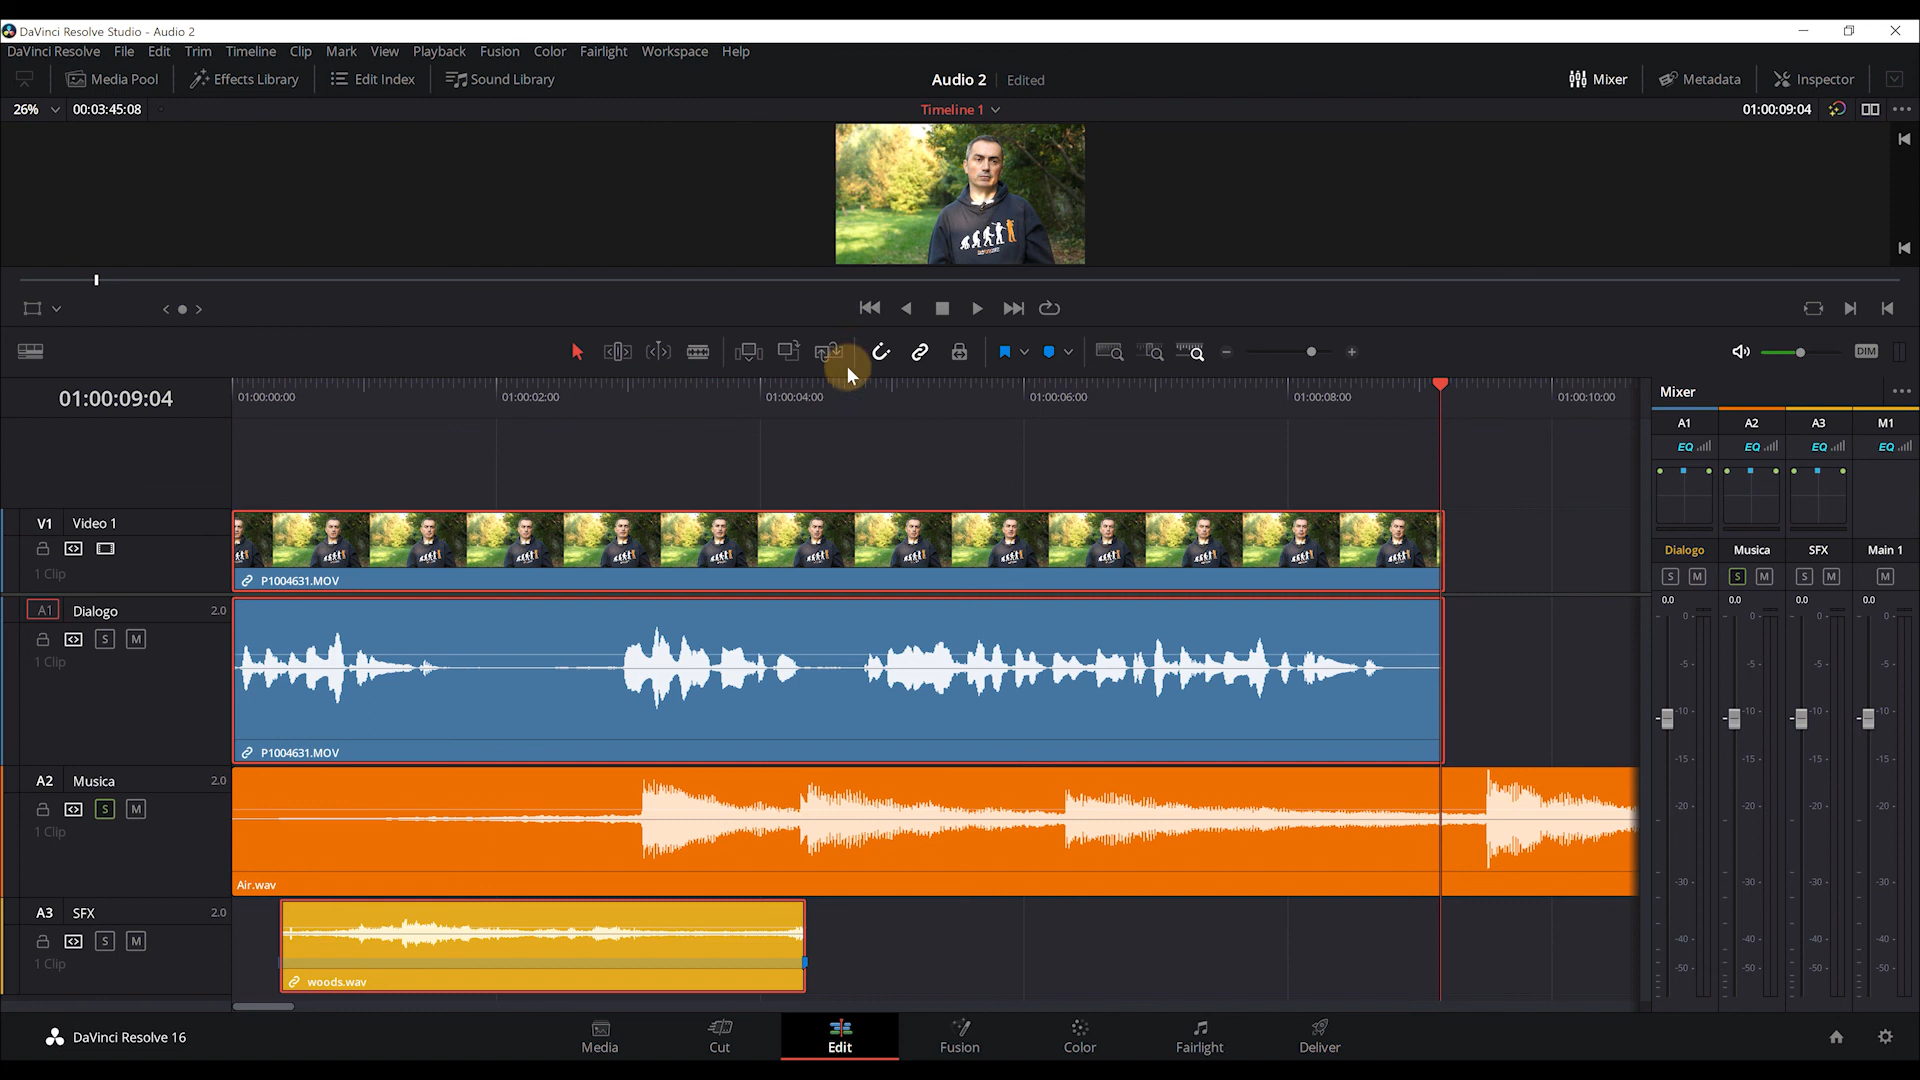 DaVinci Resolve Studio - Audio 2
DaVinci Resolve File Edit Trim Timeline Clip Mark View Playback Fusion Color Fairlight Workspace Help
Media Pool Effects Library Edit Index Sound Library Audio 2 Edited Mixer Metadata Inspector
26% 00:03:45:08 Timeline 1 01:00:09:04
DIM
01:00:09:04 01:00:00:00 01:00:02:00 01:00:04:00 01:00:06:00 01:00:08:00 01:00:10:00
Mixer
A1 A2 A3 M1
EQ EQ EQ EQ
V1 Video 1
1 Clip
P1004631.MOV
Dialogo Musica SFX Main 1
S M S M S M M
0.0 0.0 0.0 0.0
0- 0- 0- 0-
-5- -5- -5- -5-
-10- -10- -10- -10-
-15- -15- -15- -15-
-20- -20- -20- -20-
-30- -30- -30- -30-
-40- -40- -40- -40-
-50- -50- -50- -50-
A1 Dialogo 2.0
S M
1 Clip
P1004631.MOV
A2 Musica 2.0
S M
1 Clip
Air.wav
A3 SFX 2.0
S M
1 Clip
woods.wav
DaVinci Resolve 16
Media Cut Edit Fusion Color Fairlight Deliver